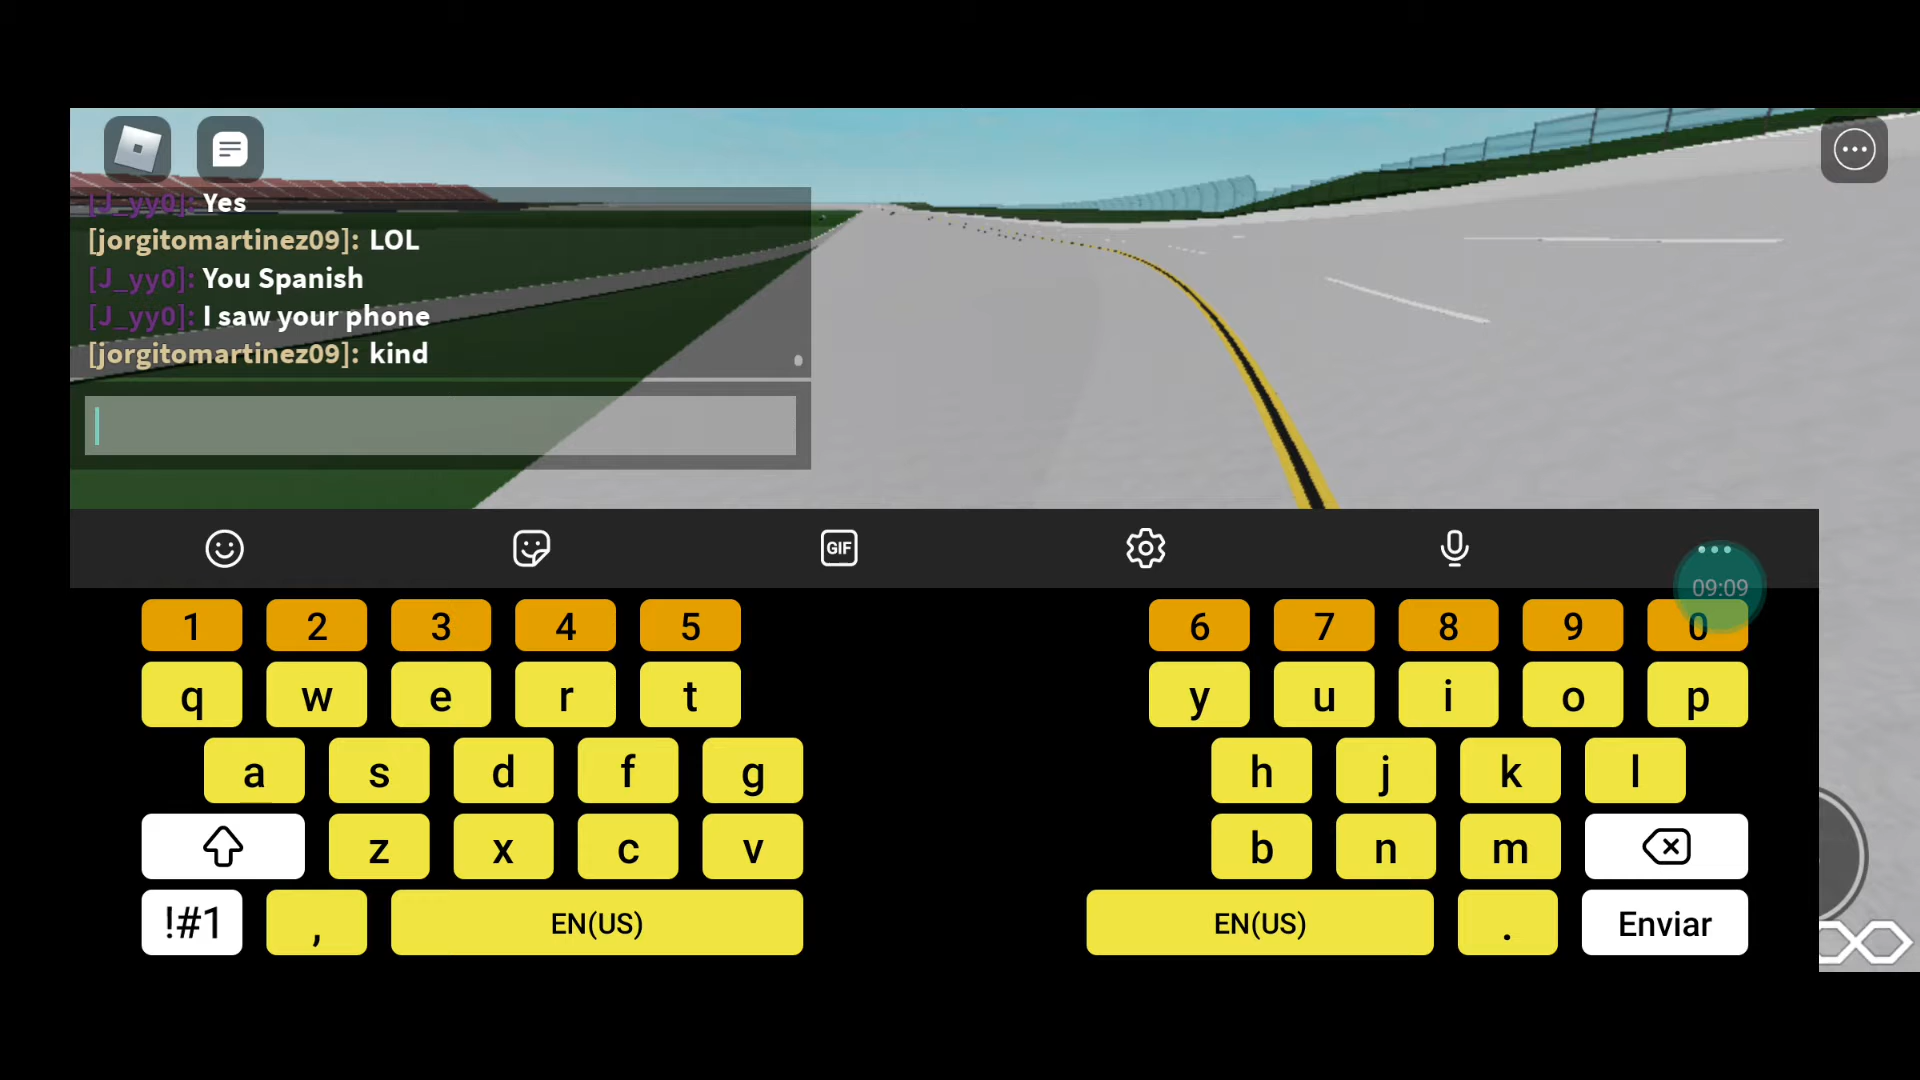 [J_yy0]: Yes
[jorgitomartinez09]: LOL
[J_yy0]: You Spanish
[J_yy0]: I saw your phone
[jorgitomartinez09]: kind
GIF
09:09
1 2 3 4 5 6 7 8 9 0
q w e r t y u i o p
a s d f g h j k l
z x c v b n m
!#1 , EN(US) EN(US) . Enviar